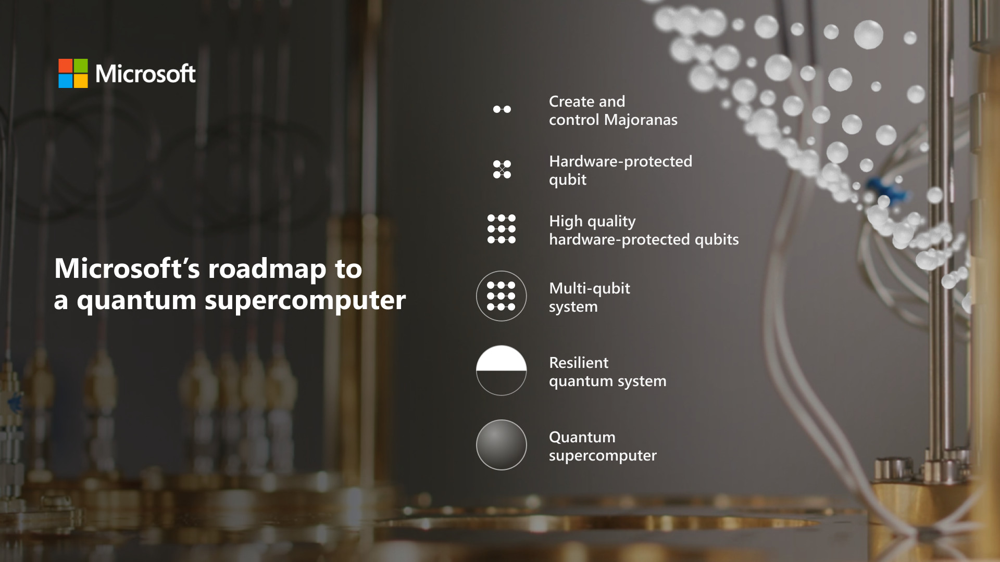 Microsoft
Microsoft’s roadmap to
a quantum supercomputer
Create and
control Majoranas
Hardware-protected
qubit
High quality
hardware-protected qubits
Multi-qubit
system
Resilient
quantum system
Quantum
supercomputer